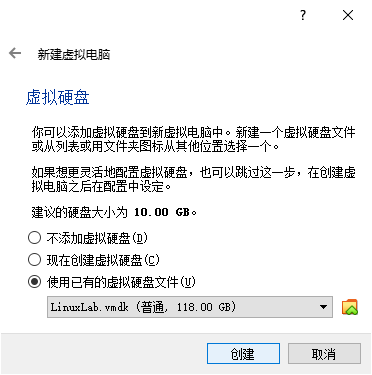 ?
新建虚拟电脑
虚拟硬盘
你可以添加虚拟硬盘到新虚拟电脑中。新建一个虚拟硬盘文件
或从列表或用文件夹图标从其他位置选择一个。
如果想更灵活地配置虚拟硬盘，也可以跳过这一步，在创建虚
拟电脑之后在配置中设定。
建议的硬盘大小为 10.00 GB。
不添加虚拟硬盘(D)
现在创建虚拟硬盘(C)
使用已有的虚拟硬盘文件(U)
LinuxLab.vmdk (普通, 118.00 GB)
创建 取消